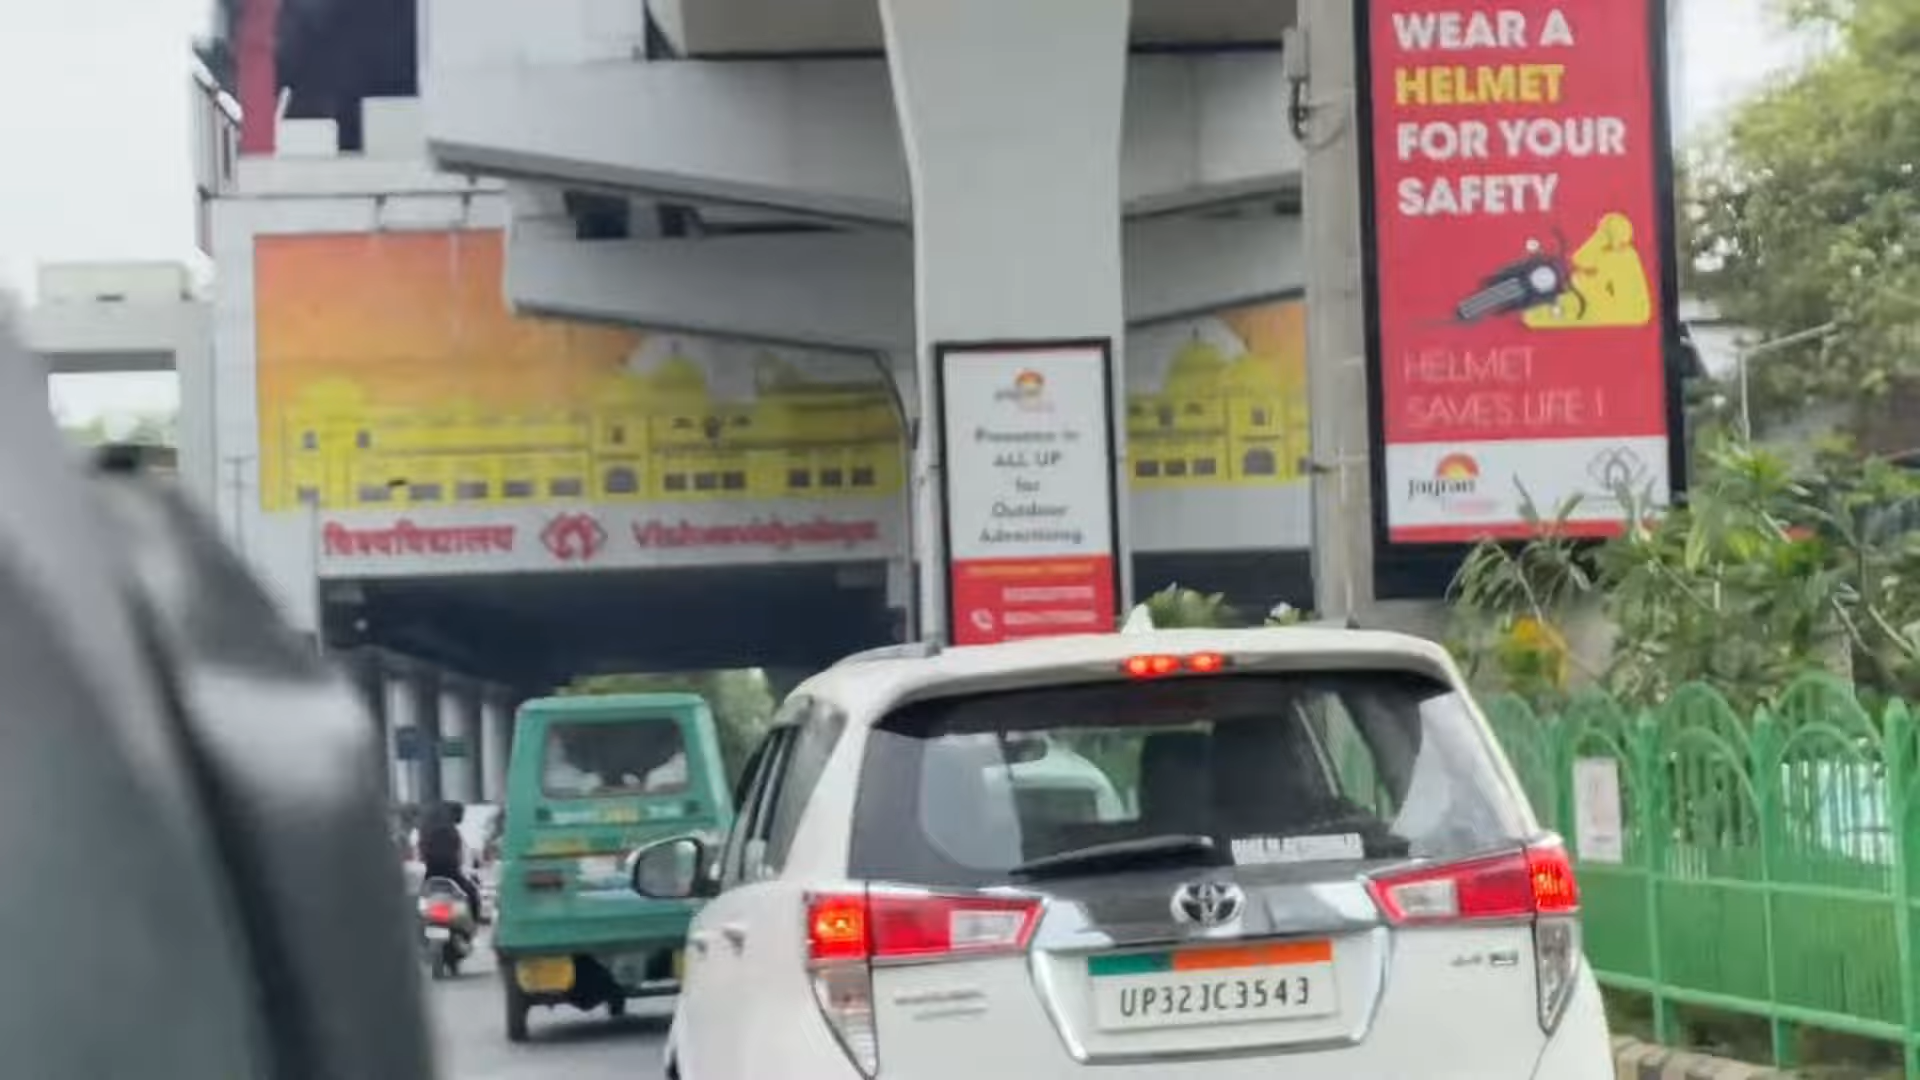 WEAR A
HELMET
FOR YOUR
SAFETY
HELMET
SAVES LIFE !
jagran
Presence in
ALL UP
for
Outdoor
Advertising
विश्वविद्यालय Vishwavidyalaya
UP32JC3543